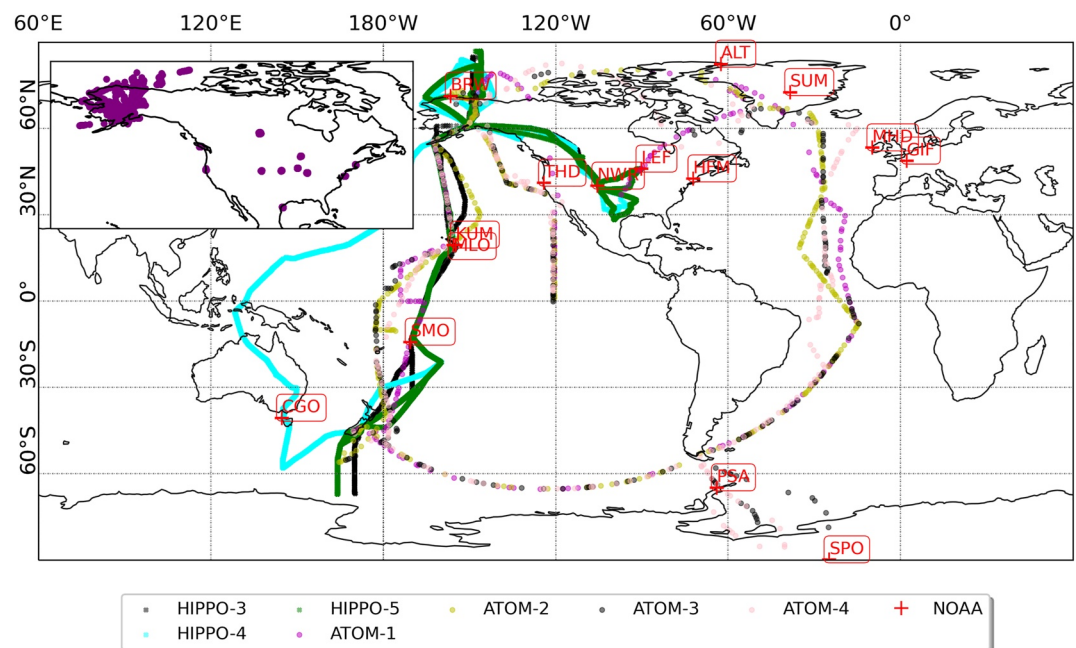 60°E 120°E 180°W 120°W 60°W 0°
60°N
30°N
0°
30°S
60°S
ALT
BRW
SUM
MHD
GIF
LEF
HFM
THD
NWR
KUM
MLO
SMO
CGO
PSA
SPO
HIPPO-3 HIPPO-5 ATOM-2 ATOM-3 ATOM-4 NOAA
HIPPO-4 ATOM-1